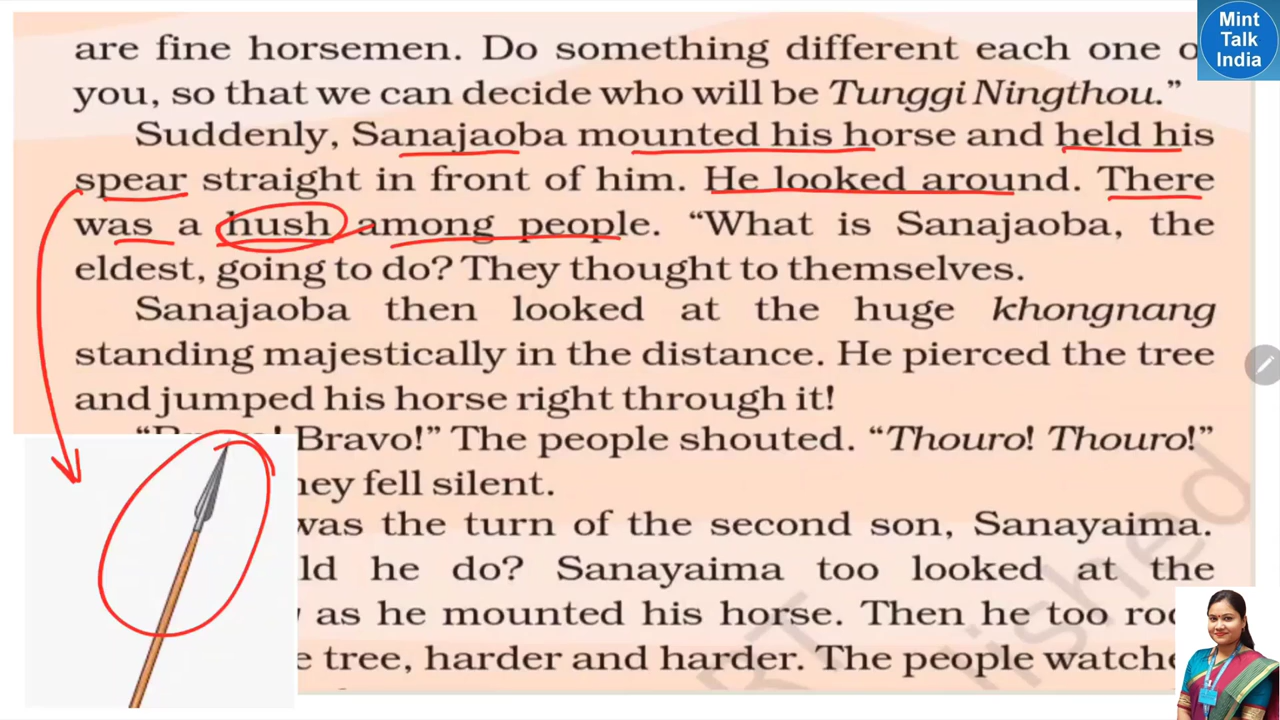 are fine horsemen. Do something different each one o
you, so that we can decide who will be Tunggi Ningthou."
Suddenly, Sanajaoba mounted his horse and held his
spear straight in front of him. He looked around. There
was a hush among people. "What is Sanajaoba, the
eldest, going to do? They thought to themselves.
Sanajaoba then looked at the huge khongnang
standing majestically in the distance. He pierced the tree
and jumped his horse right through it!
Bravo!" The people shouted. "Thouro! Thouro!"
hey fell silent.
was the turn of the second son, Sanayaima.
ld he do? Sanayaima too looked at the
as he mounted his horse. Then he too
e tree, harder and harder. The people watche
Mint
Talk
India